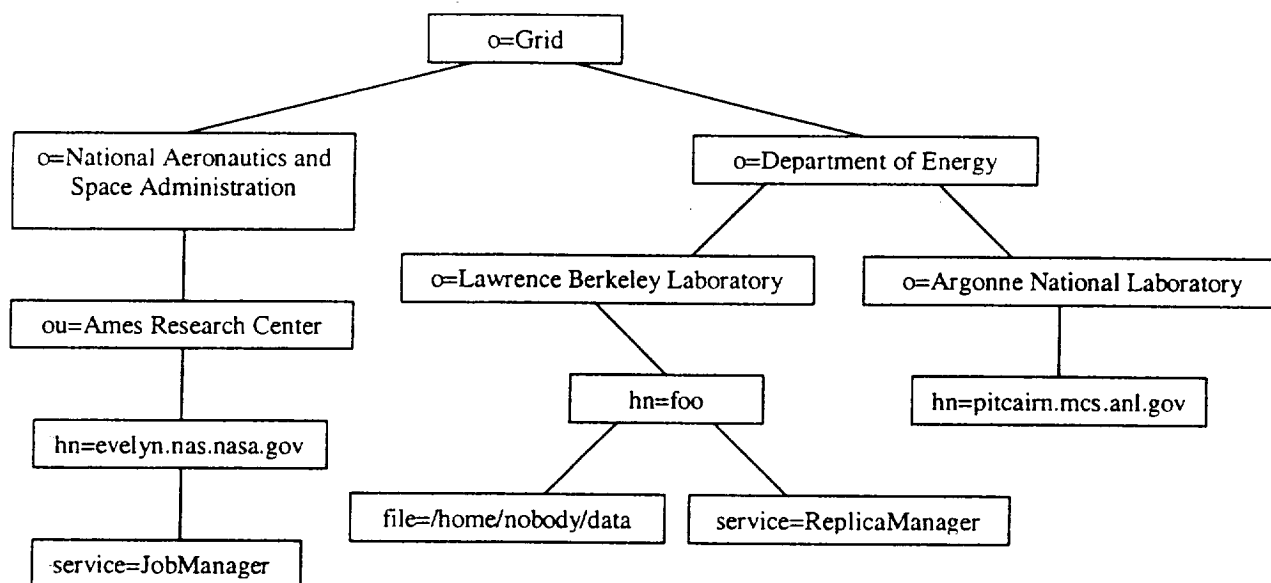 o=Grid
o=National Aeronautics and
Space Administration
o=Department of Energy
o=Lawrence Berkeley Laboratory
o=Argonne National Laboratory
ou=Ames Research Center
hn=foo
hn=pitcairn.mcs.anl.gov
hn=evelyn.nas.nasa.gov
file=/home/nobody/data
service=ReplicaManager
service=JobManager